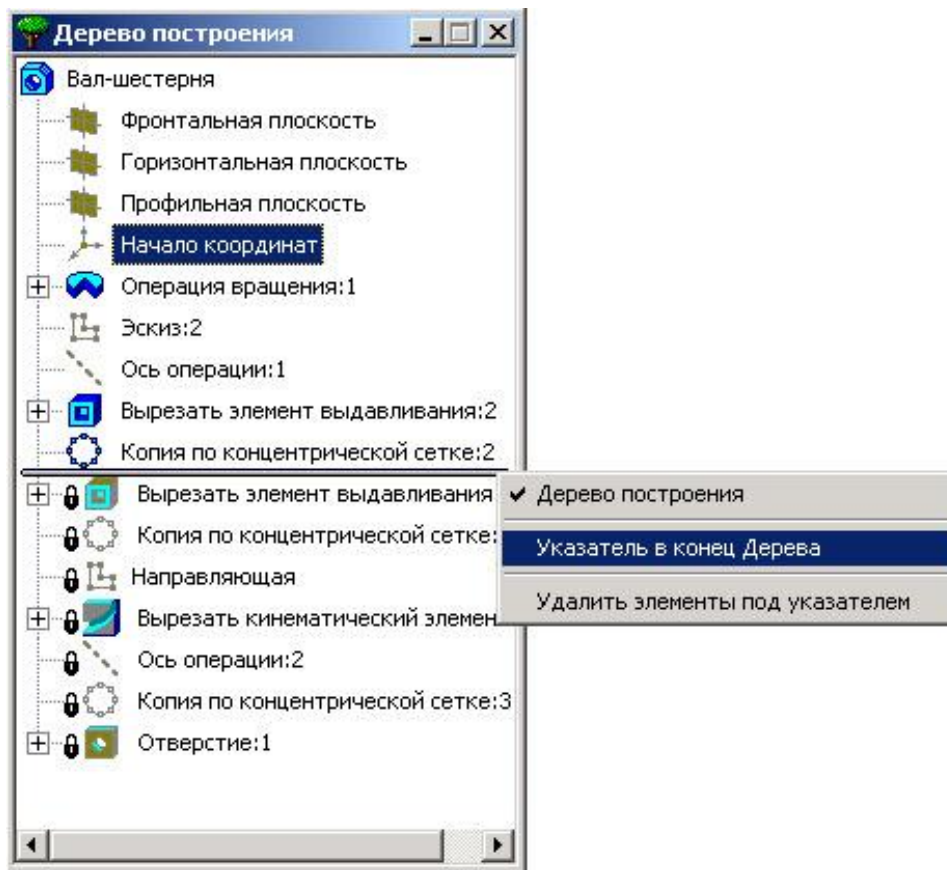 Дерево построения
Вал-шестерня
Фронтальная плоскость
Горизонтальная плоскость
Профильная плоскость
Начало координат
Операция вращения:1
Эскиз:2
Ось операции:1
Вырезать элемент выдавливания:2
Копия по концентрической сетке:2
Вырезать элемент выдавливания
Копия по концентрической сетке:
Направляющая
Вырезать кинематический элемен
Ось операции:2
Копия по концентрической сетке:3
Отверстие:1
Дерево построения
Указатель в конец Дерева
Удалить элементы под указателем